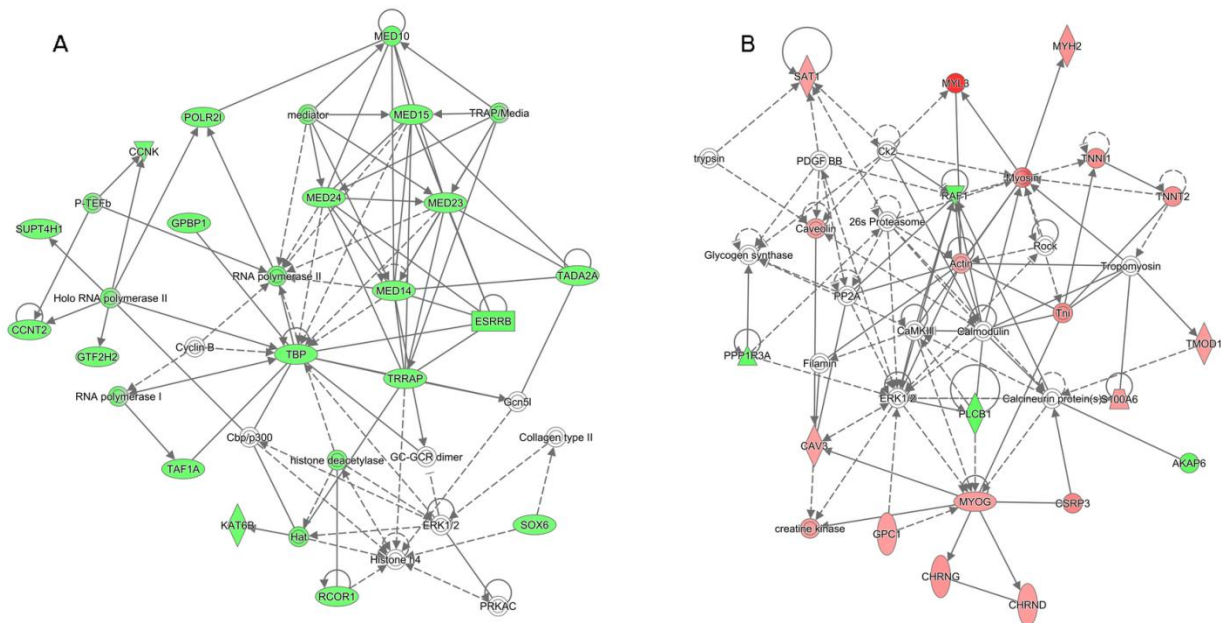 A
MED10
POLR2I
mediator
MED15
TRAP/Media
CCNK
P-TEFb
MED24
MED23
SUPT4H1
GPBP1
RNA polymerase II
TADA2A
MED14
Holo RNA polymerase II
CCNT2
ESRRB
GTF2H2
Cyclin B
TBP
TRRAP
RNA polymerase I
Gcn5l
Cbp/p300
Collagen type II
TAF1A
histone deacetylase
GC-GCR dimer
KAT6B
Hat
ERK1/2
SOX6
Histone h4
RCOR1
PRKAC
B
MYH2
SAT1
MYL3
trypsin
PDGF BB
Ck2
TNNI1
Myosin
RAF1
TNNT2
Caveolin
26s Proteasome
Rock
Glycogen synthase
Actin
Tropomyosin
PP2A
Tni
CaMKII
Calmodulin
PPP1R3A
TMOD1
Filamin
ERK1/2
PLCB1
Calcineurin protein(s)
S100A6
CAV3
AKAP6
MYOG
CSRP3
creatine kinase
GPC1
CHRNG
CHRND